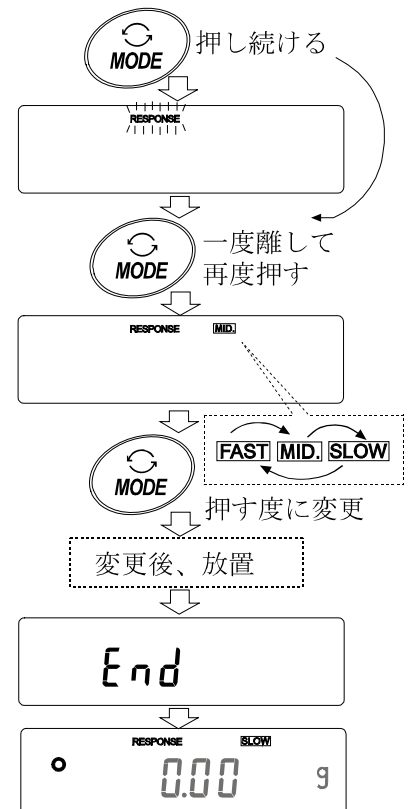 MODE
押し続ける
RESPONSE
MODE
一度離して
再度押す
RESPONSE MID.
FAST MID. SLOW
MODE
押す度に変更
変更後、放置
End
RESPONSE SLOW
0.00 g